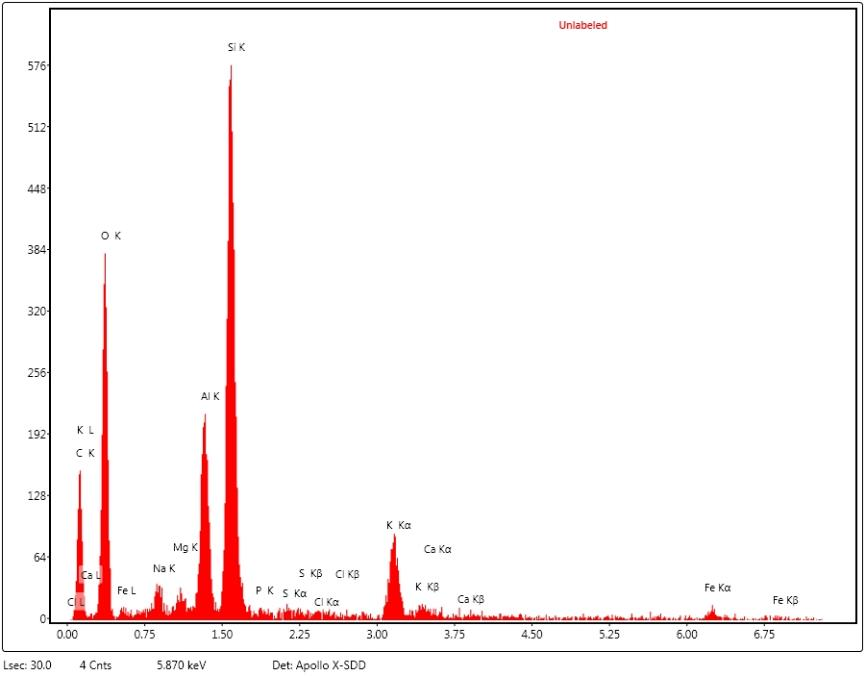 Unlabeled
Si K
576
512
448
384
O K
320
256
Al K
192
K L
C K
128
K Kα
Mg K
Ca Kα
64
Na K
S Kβ
Cl Kβ
Ca L
Fe L
P K
S Kα
K Kβ
Fe Kα
Cl L
Cl Kα
Ca Kβ
Fe Kβ
0
0.00 0.75 1.50 2.25 3.00 3.75 4.50 5.25 6.00 6.75
Lsec: 30.0 4 Cnts 5.870 keV Det: Apollo X-SDD